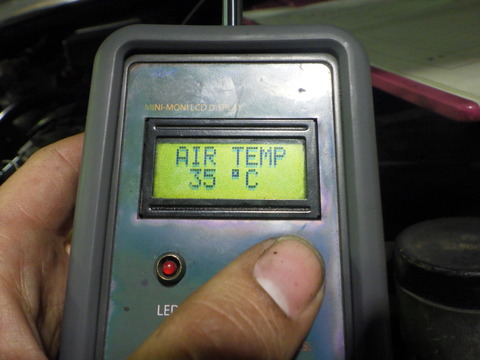 MINI-MONI LCD DISPLAY
AIR TEMP
35 °C
LED